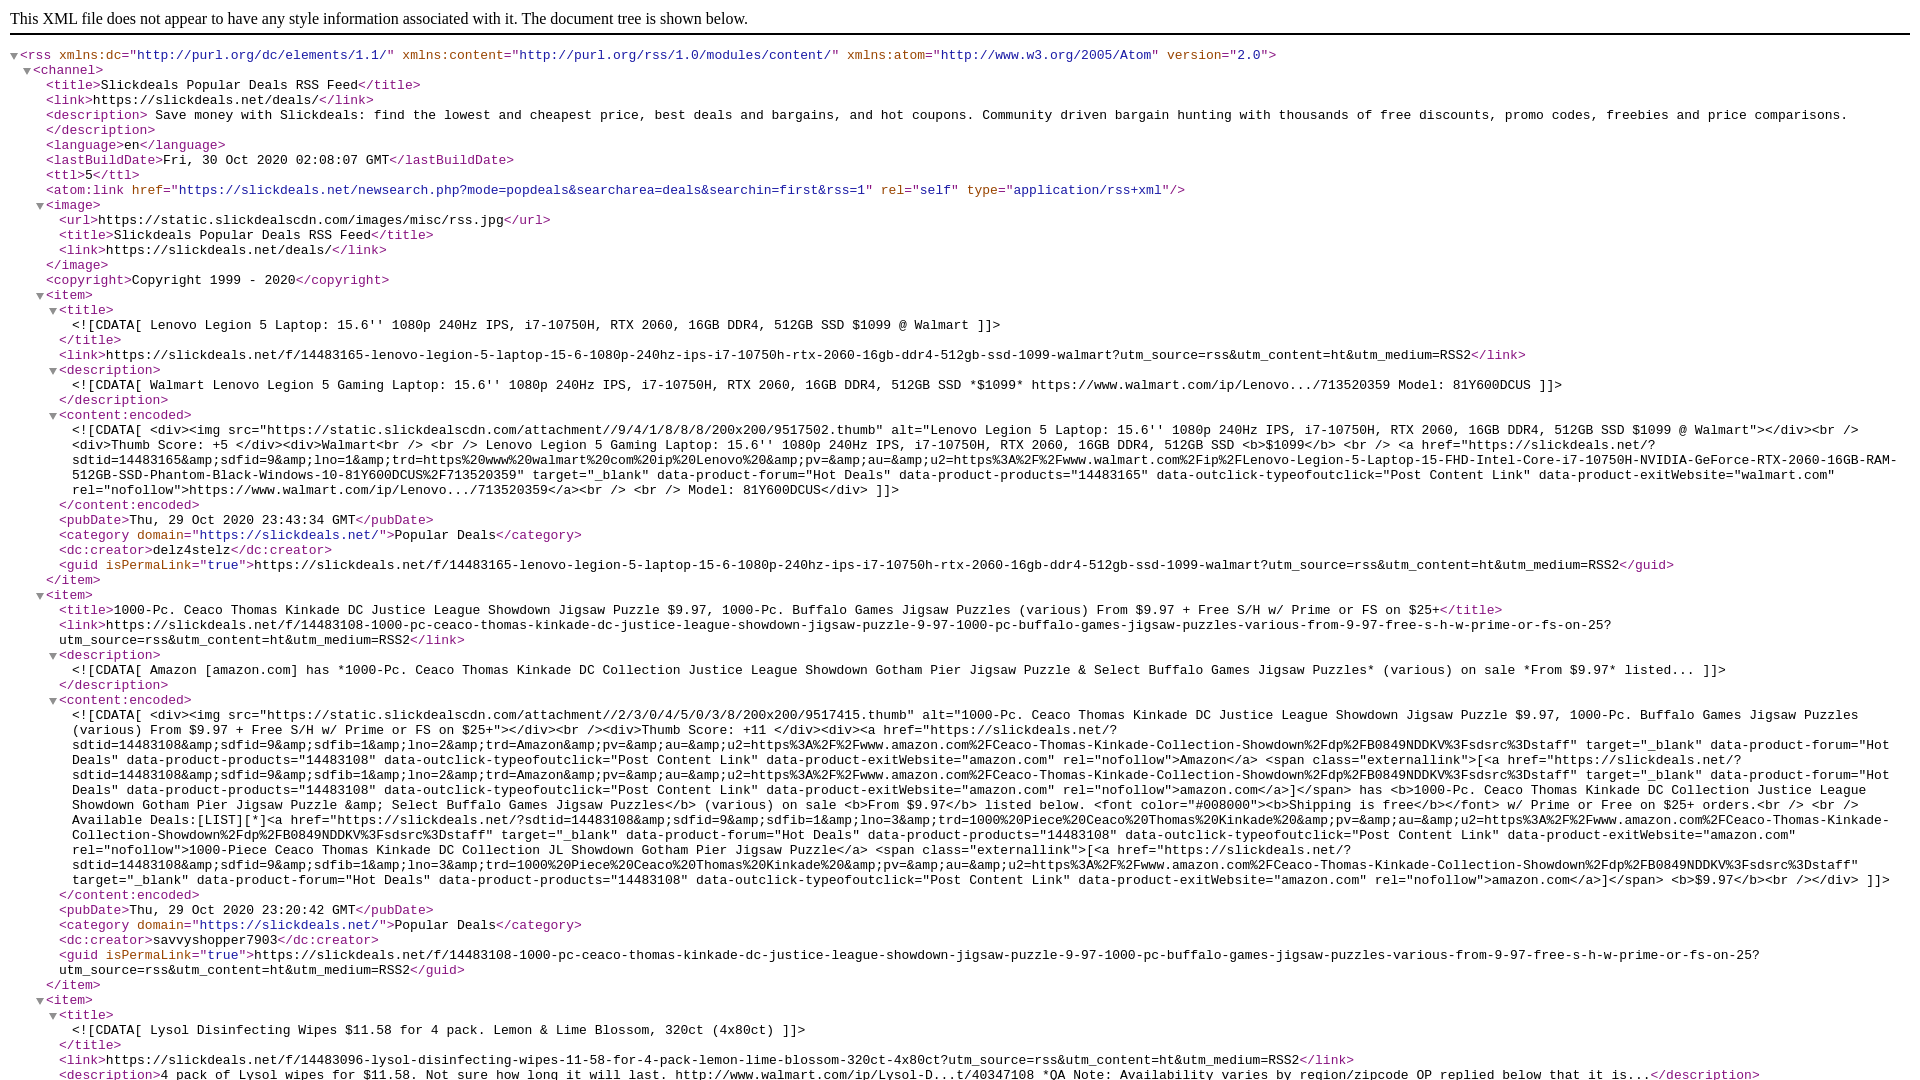 This XML file does not appear to have any style information associated with it. The document tree is shown below.
<rss xmlns:dc="http://purl.org/dc/elements/1.1/" xmlns:content="http://purl.org/rss/1.0/modules/content/" xmlns:atom="http://www.w3.org/2005/Atom" version="2.0">
<channel>
<title>Slickdeals Popular Deals RSS Feed</title>
<link>https://slickdeals.net/deals/</link>
<description> Save money with Slickdeals: find the lowest and cheapest price, best deals and bargains, and hot coupons. Community driven bargain hunting with thousands of free discounts, promo codes, freebies and price comparisons.
</description>
<language>en</language>
<lastBuildDate>Fri, 30 Oct 2020 02:08:07 GMT</lastBuildDate>
<ttl>5</ttl>
<atom:link href="https://slickdeals.net/newsearch.php?mode=popdeals&searcharea=deals&searchin=first&rss=1" rel="self" type="application/rss+xml"/>
<image>
<url>https://static.slickdealscdn.com/images/misc/rss.jpg</url>
<title>Slickdeals Popular Deals RSS Feed</title>
<link>https://slickdeals.net/deals/</link>
</image>
<copyright>Copyright 1999 - 2020</copyright>
<item>
<title>
<![CDATA[ Lenovo Legion 5 Laptop: 15.6'' 1080p 240Hz IPS, i7-10750H, RTX 2060, 16GB DDR4, 512GB SSD $1099 @ Walmart ]]>
</title>
<link>https://slickdeals.net/f/14483165-lenovo-legion-5-laptop-15-6-1080p-240hz-ips-i7-10750h-rtx-2060-16gb-ddr4-512gb-ssd-1099-walmart?utm_source=rss&utm_content=ht&utm_medium=RSS2</link>
<description>
<![CDATA[ Walmart Lenovo Legion 5 Gaming Laptop: 15.6'' 1080p 240Hz IPS, i7-10750H, RTX 2060, 16GB DDR4, 512GB SSD *$1099* https://www.walmart.com/ip/Lenovo.../713520359 Model: 81Y600DCUS ]]>
</description>
<content:encoded>
<![CDATA[ <div><img src="https://static.slickdealscdn.com/attachment//9/4/1/8/8/8/200x200/9517502.thumb" alt="Lenovo Legion 5 Laptop: 15.6'' 1080p 240Hz IPS, i7-10750H, RTX 2060, 16GB DDR4, 512GB SSD $1099 @ Walmart"></div><br />
<div>Thumb Score: +5 </div><div>Walmart<br /> <br /> Lenovo Legion 5 Gaming Laptop: 15.6'' 1080p 240Hz IPS, i7-10750H, RTX 2060, 16GB DDR4, 512GB SSD <b>$1099</b> <br /> <a href="https://slickdeals.net/?
sdtid=14483165&amp;sdfid=9&amp;lno=1&amp;trd=https%20www%20walmart%20com%20ip%20Lenovo%20&amp;pv=&amp;au=&amp;u2=https%3A%2F%2Fwww.walmart.com%2Fip%2FLenovo-Legion-5-Laptop-15-FHD-Intel-Core-i7-10750H-NVIDIA-GeForce-RTX-2060-16GB-RAM-
512GB-SSD-Phantom-Black-Windows-10-81Y600DCUS%2F713520359" target="_blank" data-product-forum="Hot Deals" data-product-products="14483165" data-outclick-typeofoutclick="Post Content Link" data-product-exitWebsite="walmart.com"
rel="nofollow">https://www.walmart.com/ip/Lenovo.../713520359</a><br /> <br /> Model: 81Y600DCUS</div> ]]>
</content:encoded>
<pubDate>Thu, 29 Oct 2020 23:43:34 GMT</pubDate>
<category domain="https://slickdeals.net/">Popular Deals</category>
<dc:creator>delz4stelz</dc:creator>
<guid isPermaLink="true">https://slickdeals.net/f/14483165-lenovo-legion-5-laptop-15-6-1080p-240hz-ips-i7-10750h-rtx-2060-16gb-ddr4-512gb-ssd-1099-walmart?utm_source=rss&utm_content=ht&utm_medium=RSS2</guid>
</item>
<item>
<title>1000-Pc. Ceaco Thomas Kinkade DC Justice League Showdown Jigsaw Puzzle $9.97, 1000-Pc. Buffalo Games Jigsaw Puzzles (various) From $9.97 + Free S/H w/ Prime or FS on $25+</title>
<link>https://slickdeals.net/f/14483108-1000-pc-ceaco-thomas-kinkade-dc-justice-league-showdown-jigsaw-puzzle-9-97-1000-pc-buffalo-games-jigsaw-puzzles-various-from-9-97-free-s-h-w-prime-or-fs-on-25?
utm_source=rss&utm_content=ht&utm_medium=RSS2</link>
<description>
<![CDATA[ Amazon [amazon.com] has *1000-Pc. Ceaco Thomas Kinkade DC Collection Justice League Showdown Gotham Pier Jigsaw Puzzle & Select Buffalo Games Jigsaw Puzzles* (various) on sale *From $9.97* listed... ]]>
</description>
<content:encoded>
<![CDATA[ <div><img src="https://static.slickdealscdn.com/attachment//2/3/0/4/5/0/3/8/200x200/9517415.thumb" alt="1000-Pc. Ceaco Thomas Kinkade DC Justice League Showdown Jigsaw Puzzle $9.97, 1000-Pc. Buffalo Games Jigsaw Puzzles
(various) From $9.97 + Free S/H w/ Prime or FS on $25+"></div><br /><div>Thumb Score: +11 </div><div><a href="https://slickdeals.net/?
sdtid=14483108&amp;sdfid=9&amp;sdfib=1&amp;lno=2&amp;trd=Amazon&amp;pv=&amp;au=&amp;u2=https%3A%2F%2Fwww.amazon.com%2FCeaco-Thomas-Kinkade-Collection-Showdown%2Fdp%2FB0849NDDKV%3Fsdsrc%3Dstaff" target="_blank" data-product-forum="Hot
Deals" data-product-products="14483108" data-outclick-typeofoutclick="Post Content Link" data-product-exitWebsite="amazon.com" rel="nofollow">Amazon</a> <span class="externallink">[<a href="https://slickdeals.net/?
sdtid=14483108&amp;sdfid=9&amp;sdfib=1&amp;lno=2&amp;trd=Amazon&amp;pv=&amp;au=&amp;u2=https%3A%2F%2Fwww.amazon.com%2FCeaco-Thomas-Kinkade-Collection-Showdown%2Fdp%2FB0849NDDKV%3Fsdsrc%3Dstaff" target="_blank" data-product-forum="Hot
Deals" data-product-products="14483108" data-outclick-typeofoutclick="Post Content Link" data-product-exitWebsite="amazon.com" rel="nofollow">amazon.com</a>]</span> has <b>1000-Pc. Ceaco Thomas Kinkade DC Collection Justice League
Showdown Gotham Pier Jigsaw Puzzle &amp; Select Buffalo Games Jigsaw Puzzles</b> (various) on sale <b>From $9.97</b> listed below. <font color="#008000"><b>Shipping is free</b></font> w/ Prime or Free on $25+ orders.<br /> <br />
Available Deals:[LIST][*]<a href="https://slickdeals.net/?sdtid=14483108&amp;sdfid=9&amp;sdfib=1&amp;lno=3&amp;trd=1000%20Piece%20Ceaco%20Thomas%20Kinkade%20&amp;pv=&amp;au=&amp;u2=https%3A%2F%2Fwww.amazon.com%2FCeaco-Thomas-Kinkade-
Collection-Showdown%2Fdp%2FB0849NDDKV%3Fsdsrc%3Dstaff" target="_blank" data-product-forum="Hot Deals" data-product-products="14483108" data-outclick-typeofoutclick="Post Content Link" data-product-exitWebsite="amazon.com"
rel="nofollow">1000-Piece Ceaco Thomas Kinkade DC Collection JL Showdown Gotham Pier Jigsaw Puzzle</a> <span class="externallink">[<a href="https://slickdeals.net/?
sdtid=14483108&amp;sdfid=9&amp;sdfib=1&amp;lno=3&amp;trd=1000%20Piece%20Ceaco%20Thomas%20Kinkade%20&amp;pv=&amp;au=&amp;u2=https%3A%2F%2Fwww.amazon.com%2FCeaco-Thomas-Kinkade-Collection-Showdown%2Fdp%2FB0849NDDKV%3Fsdsrc%3Dstaff"
target="_blank" data-product-forum="Hot Deals" data-product-products="14483108" data-outclick-typeofoutclick="Post Content Link" data-product-exitWebsite="amazon.com" rel="nofollow">amazon.com</a>]</span> <b>$9.97</b><br /></div> ]]>
</content:encoded>
<pubDate>Thu, 29 Oct 2020 23:20:42 GMT</pubDate>
<category domain="https://slickdeals.net/">Popular Deals</category>
<dc:creator>savvyshopper7903</dc:creator>
<guid isPermaLink="true">https://slickdeals.net/f/14483108-1000-pc-ceaco-thomas-kinkade-dc-justice-league-showdown-jigsaw-puzzle-9-97-1000-pc-buffalo-games-jigsaw-puzzles-various-from-9-97-free-s-h-w-prime-or-fs-on-25?
utm_source=rss&utm_content=ht&utm_medium=RSS2</guid>
</item>
<item>
<title>
<![CDATA[ Lysol Disinfecting Wipes $11.58 for 4 pack. Lemon & Lime Blossom, 320ct (4x80ct) ]]>
</title>
<link>https://slickdeals.net/f/14483096-lysol-disinfecting-wipes-11-58-for-4-pack-lemon-lime-blossom-320ct-4x80ct?utm_source=rss&utm_content=ht&utm_medium=RSS2</link>
<description>4 pack of Lysol wipes for $11.58. Not sure how long it will last. http://www.walmart.com/ip/Lysol-D...t/40347108 *QA Note: Availability varies by region/zipcode OP replied below that it is...</description>